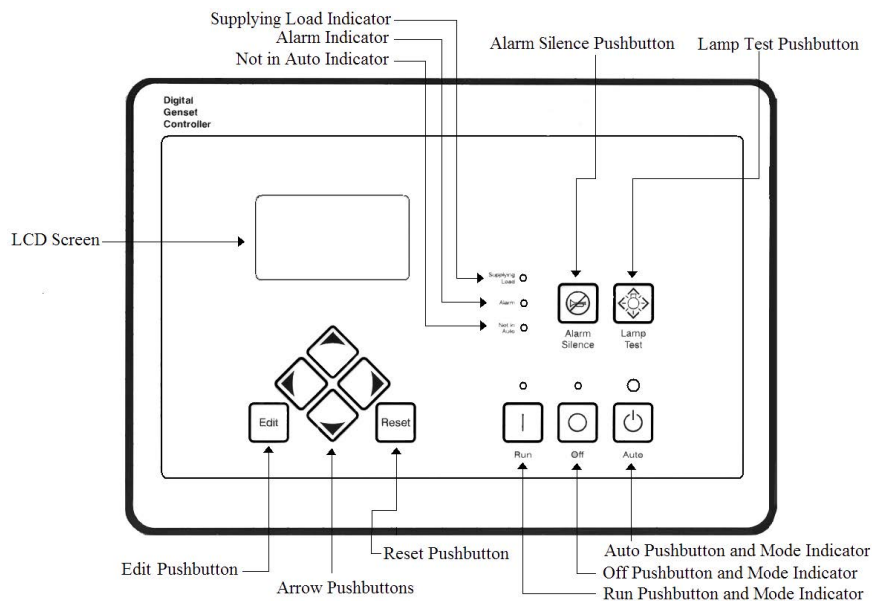 Supplying Load Indicator
Alarm Indicator
Not in Auto Indicator
Alarm Silence Pushbutton
Lamp Test Pushbutton
Digital
Genset
Controller
LCD Screen
Supplying
Load
Alarm
Not in
Auto
Alarm
Silence
Lamp
Test
Edit
Reset
Run
Off
Auto
Edit Pushbutton
Arrow Pushbuttons
Reset Pushbutton
Auto Pushbutton and Mode Indicator
Off Pushbutton and Mode Indicator
Run Pushbutton and Mode Indicator